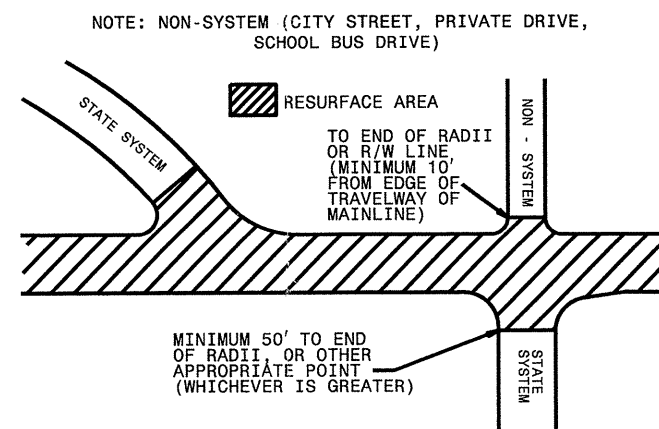 NOTE: NON-SYSTEM (CITY STREET, PRIVATE DRIVE,
SCHOOL BUS DRIVE)
STATE SYSTEM
RESURFACE AREA
TO END OF RADII
OR R/W LINE
(MINIMUM 10'
FROM EDGE OF
TRAVELWAY OF
MAINLINE)
NON - SYSTEM
MINIMUM 50' TO END
OF RADII, OR OTHER
APPROPRIATE POINT
(WHICHEVER IS GREATER)
STATE
SYSTEM